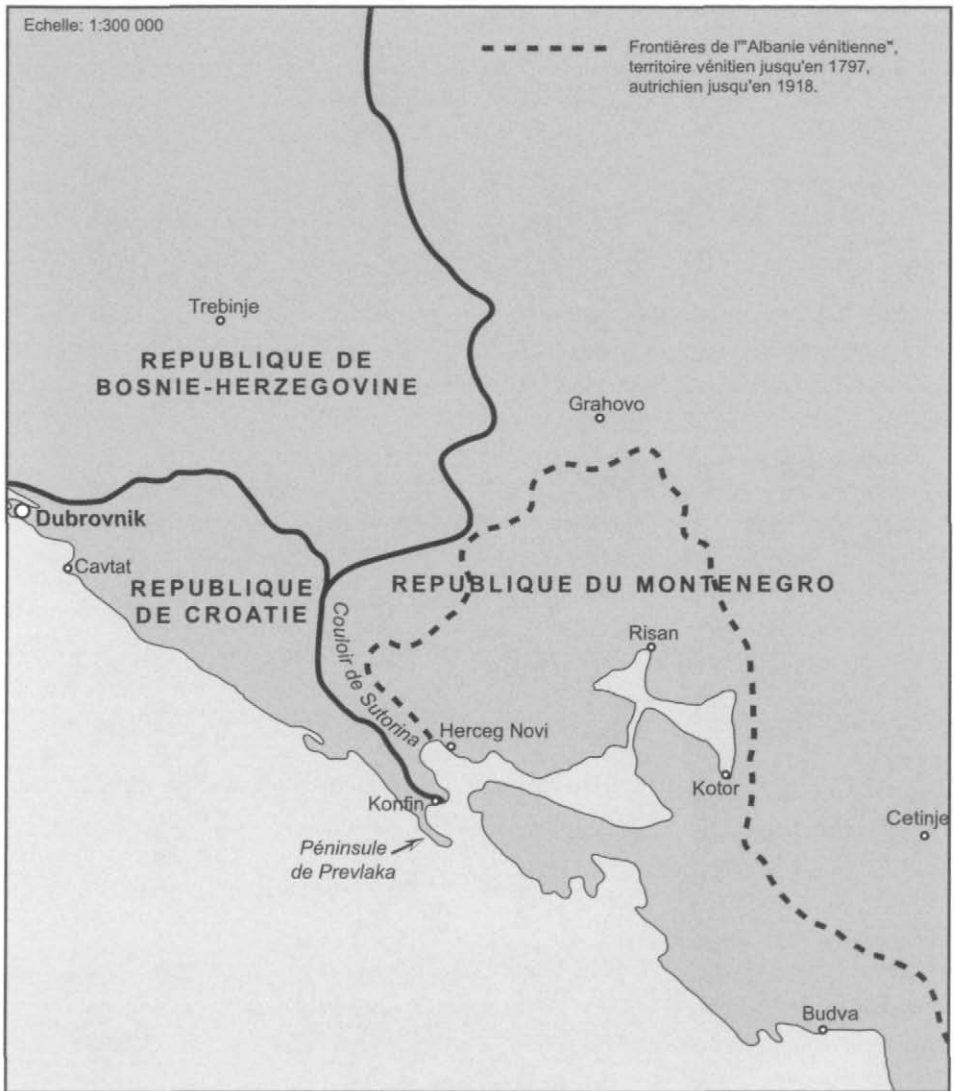 Echelle: 1:300 000
Frontières de l'"Albanie vénitienne",
territoire vénitien jusqu'en 1797,
autrichien jusqu'en 1918.
Trebinje
REPUBLIQUE DE
BOSNIE-HERZEGOVINE
Grahovo
Dubrovnik
Cavtat
REPUBLIQUE
DE CROATIE
REPUBLIQUE DU MONTENEGRO
Couloir de Sutorina
Risan
Herceg Novi
Kotor
Konfin
Cetinje
Péninsule
de Prevlaka
Budva